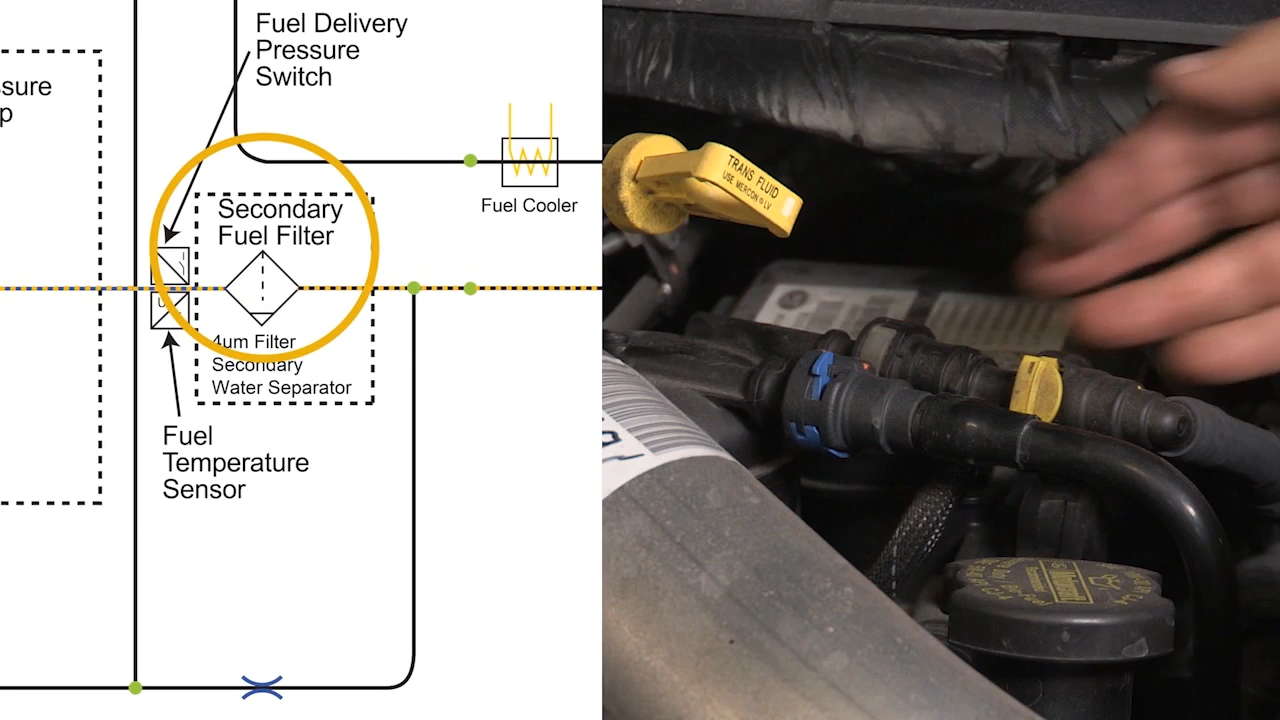 Fuel Delivery
Pressure
Switch
ssure
p
Secondary
Fuel Filter
Fuel Cooler
4um Filter
Secondary
Water Separator
Fuel
Temperature
Sensor
TRANS FLUID
USE MERCON® LV